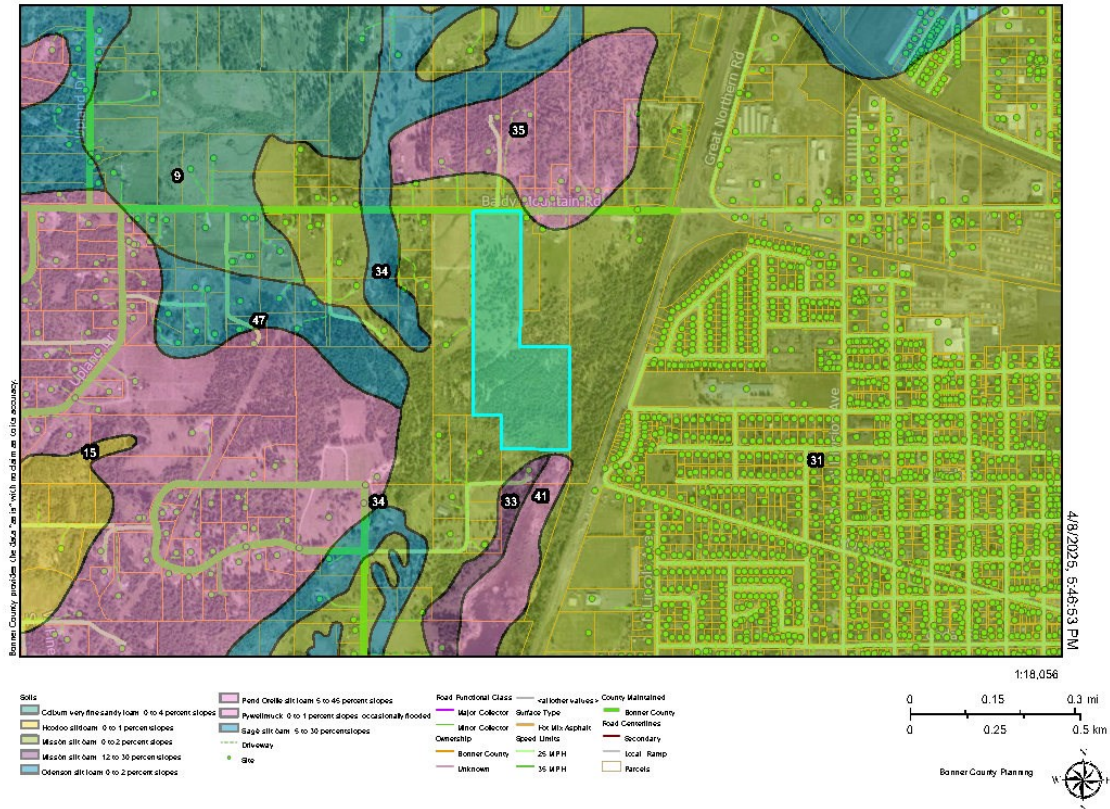 Great Northern Rd
35
9
Baldy Mountain Rd
34
47
15
31
34
33
41
Bonner County provides this data "as is" with no claim as to its accuracy.
4/8/2025, 5:46:53 PM
1:18,056
Soils
Colburn very fine sandy loam 0 to 4 percent slopes
Hoodoo silt loam 0 to 1 percent slopes
Mission silt loam 0 to 2 percent slopes
Mission silt loam 12 to 30 percent slopes
Odenson silt loam 0 to 2 percent slopes
Pend Oreille silt loam 5 to 45 percent slopes
Pywell muck 0 to 1 percent slopes occasionally flooded
Sagle silt loam 5 to 30 percent slopes
Driveway
Site
Road Functional Class
Major Collector
Minor Collector
Ownership
Bonner County
Unknown
<all other values>
Surface Type
Hot Mix Asphalt
Speed Limits
25 MPH
35 MPH
County Maintained
Bonner County
Road Centerlines
Secondary
Local Ramp
Parcels
0 0.15 0.3 mi
0 0.25 0.5 km
Bonner County Planning
N
W
E
S